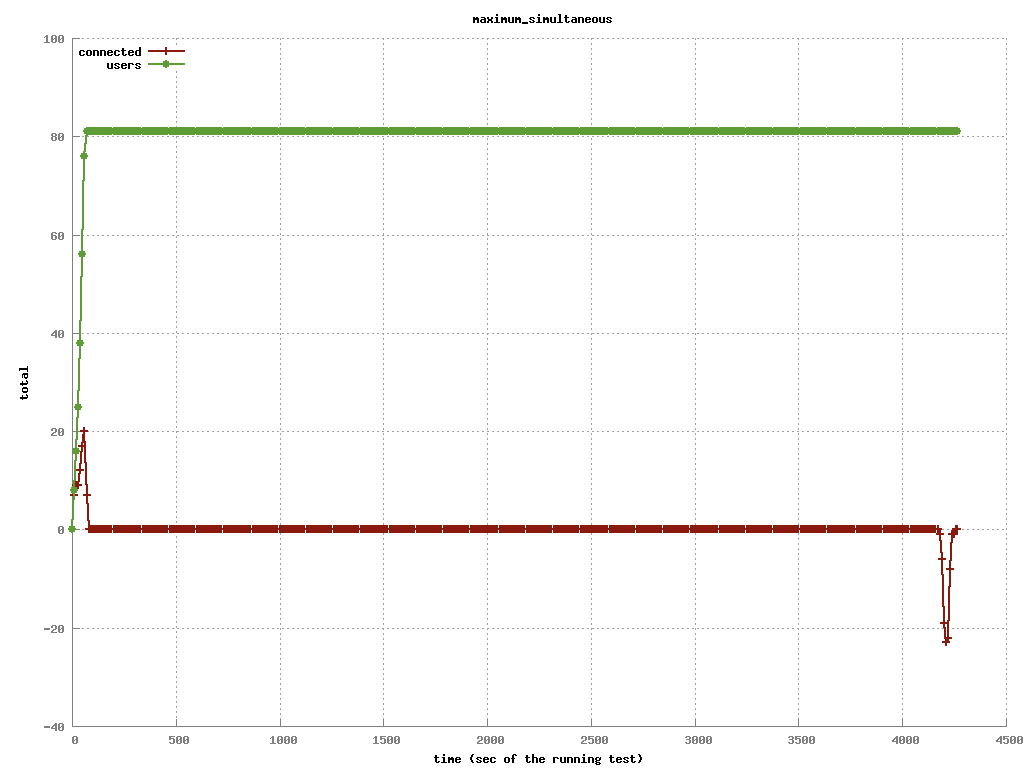 maximum_simultaneous
connected
users
100
80
60
40
20
0
-20
-40
total
0 500 1000 1500 2000 2500 3000 3500 4000 4500
time (sec of the running test)